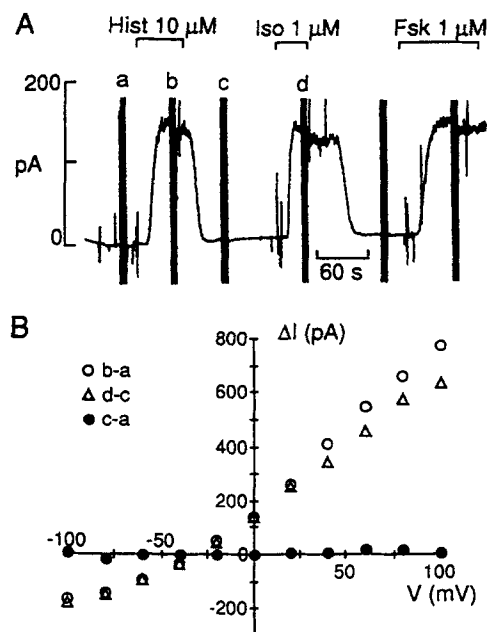 A
Hist 10 μM Iso 1 μM Fsk 1 μM
a b c d
200
pA
0
60 s
B
ΔI (pA)
800
b-a
d-c
c-a
600
400
200
-100 -50 0
50 100
V (mV)
-200